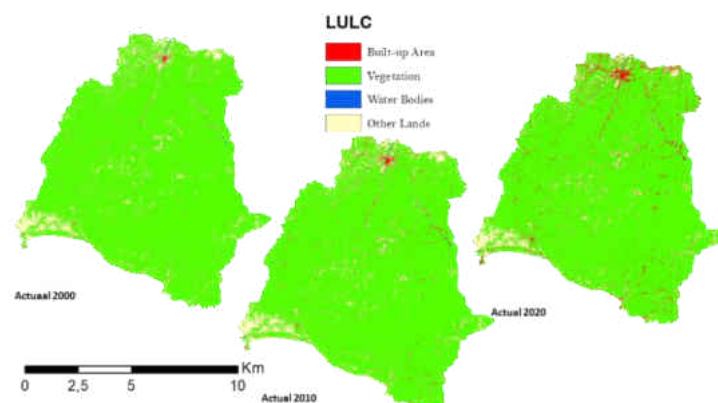 LULC
Built-up Area
Vegetation
Water Bodies
Other Lande
Actuaal 2000
Actual 2020
Km
0 2,5 5 10
Actual 2010